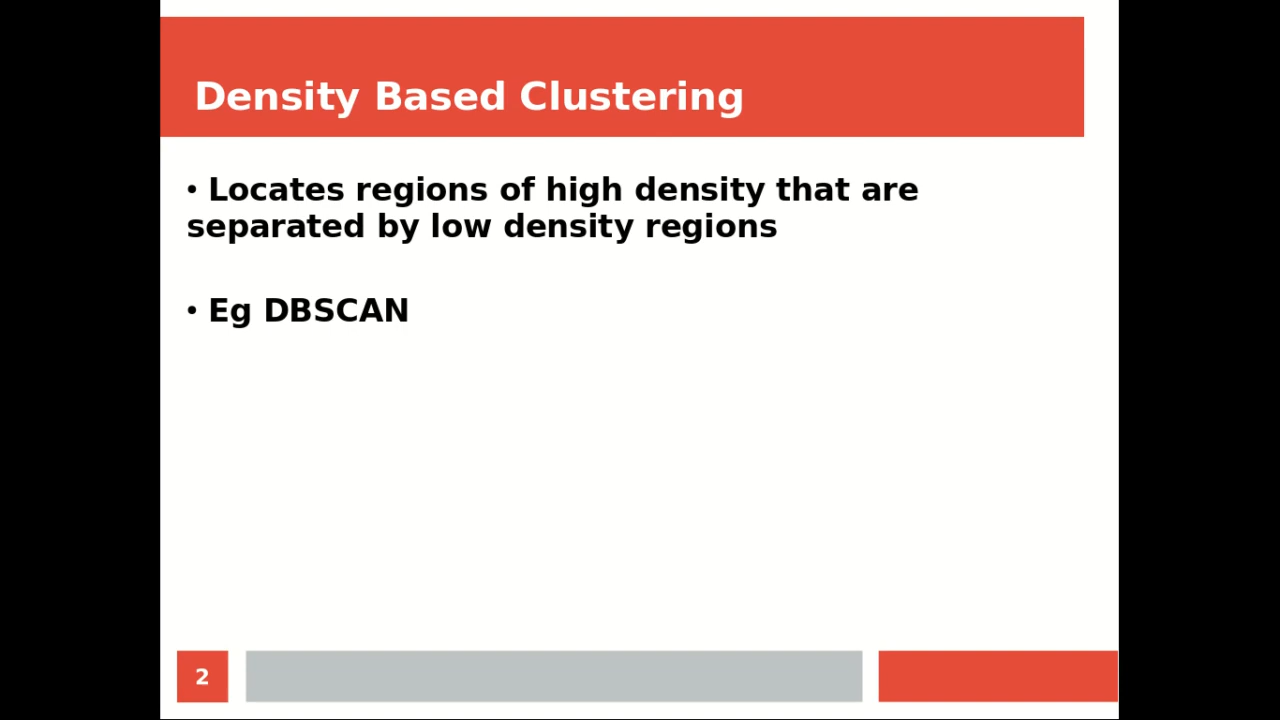 Density Based Clustering
• Locates regions of high density that are
separated by low density regions
• Eg DBSCAN
2